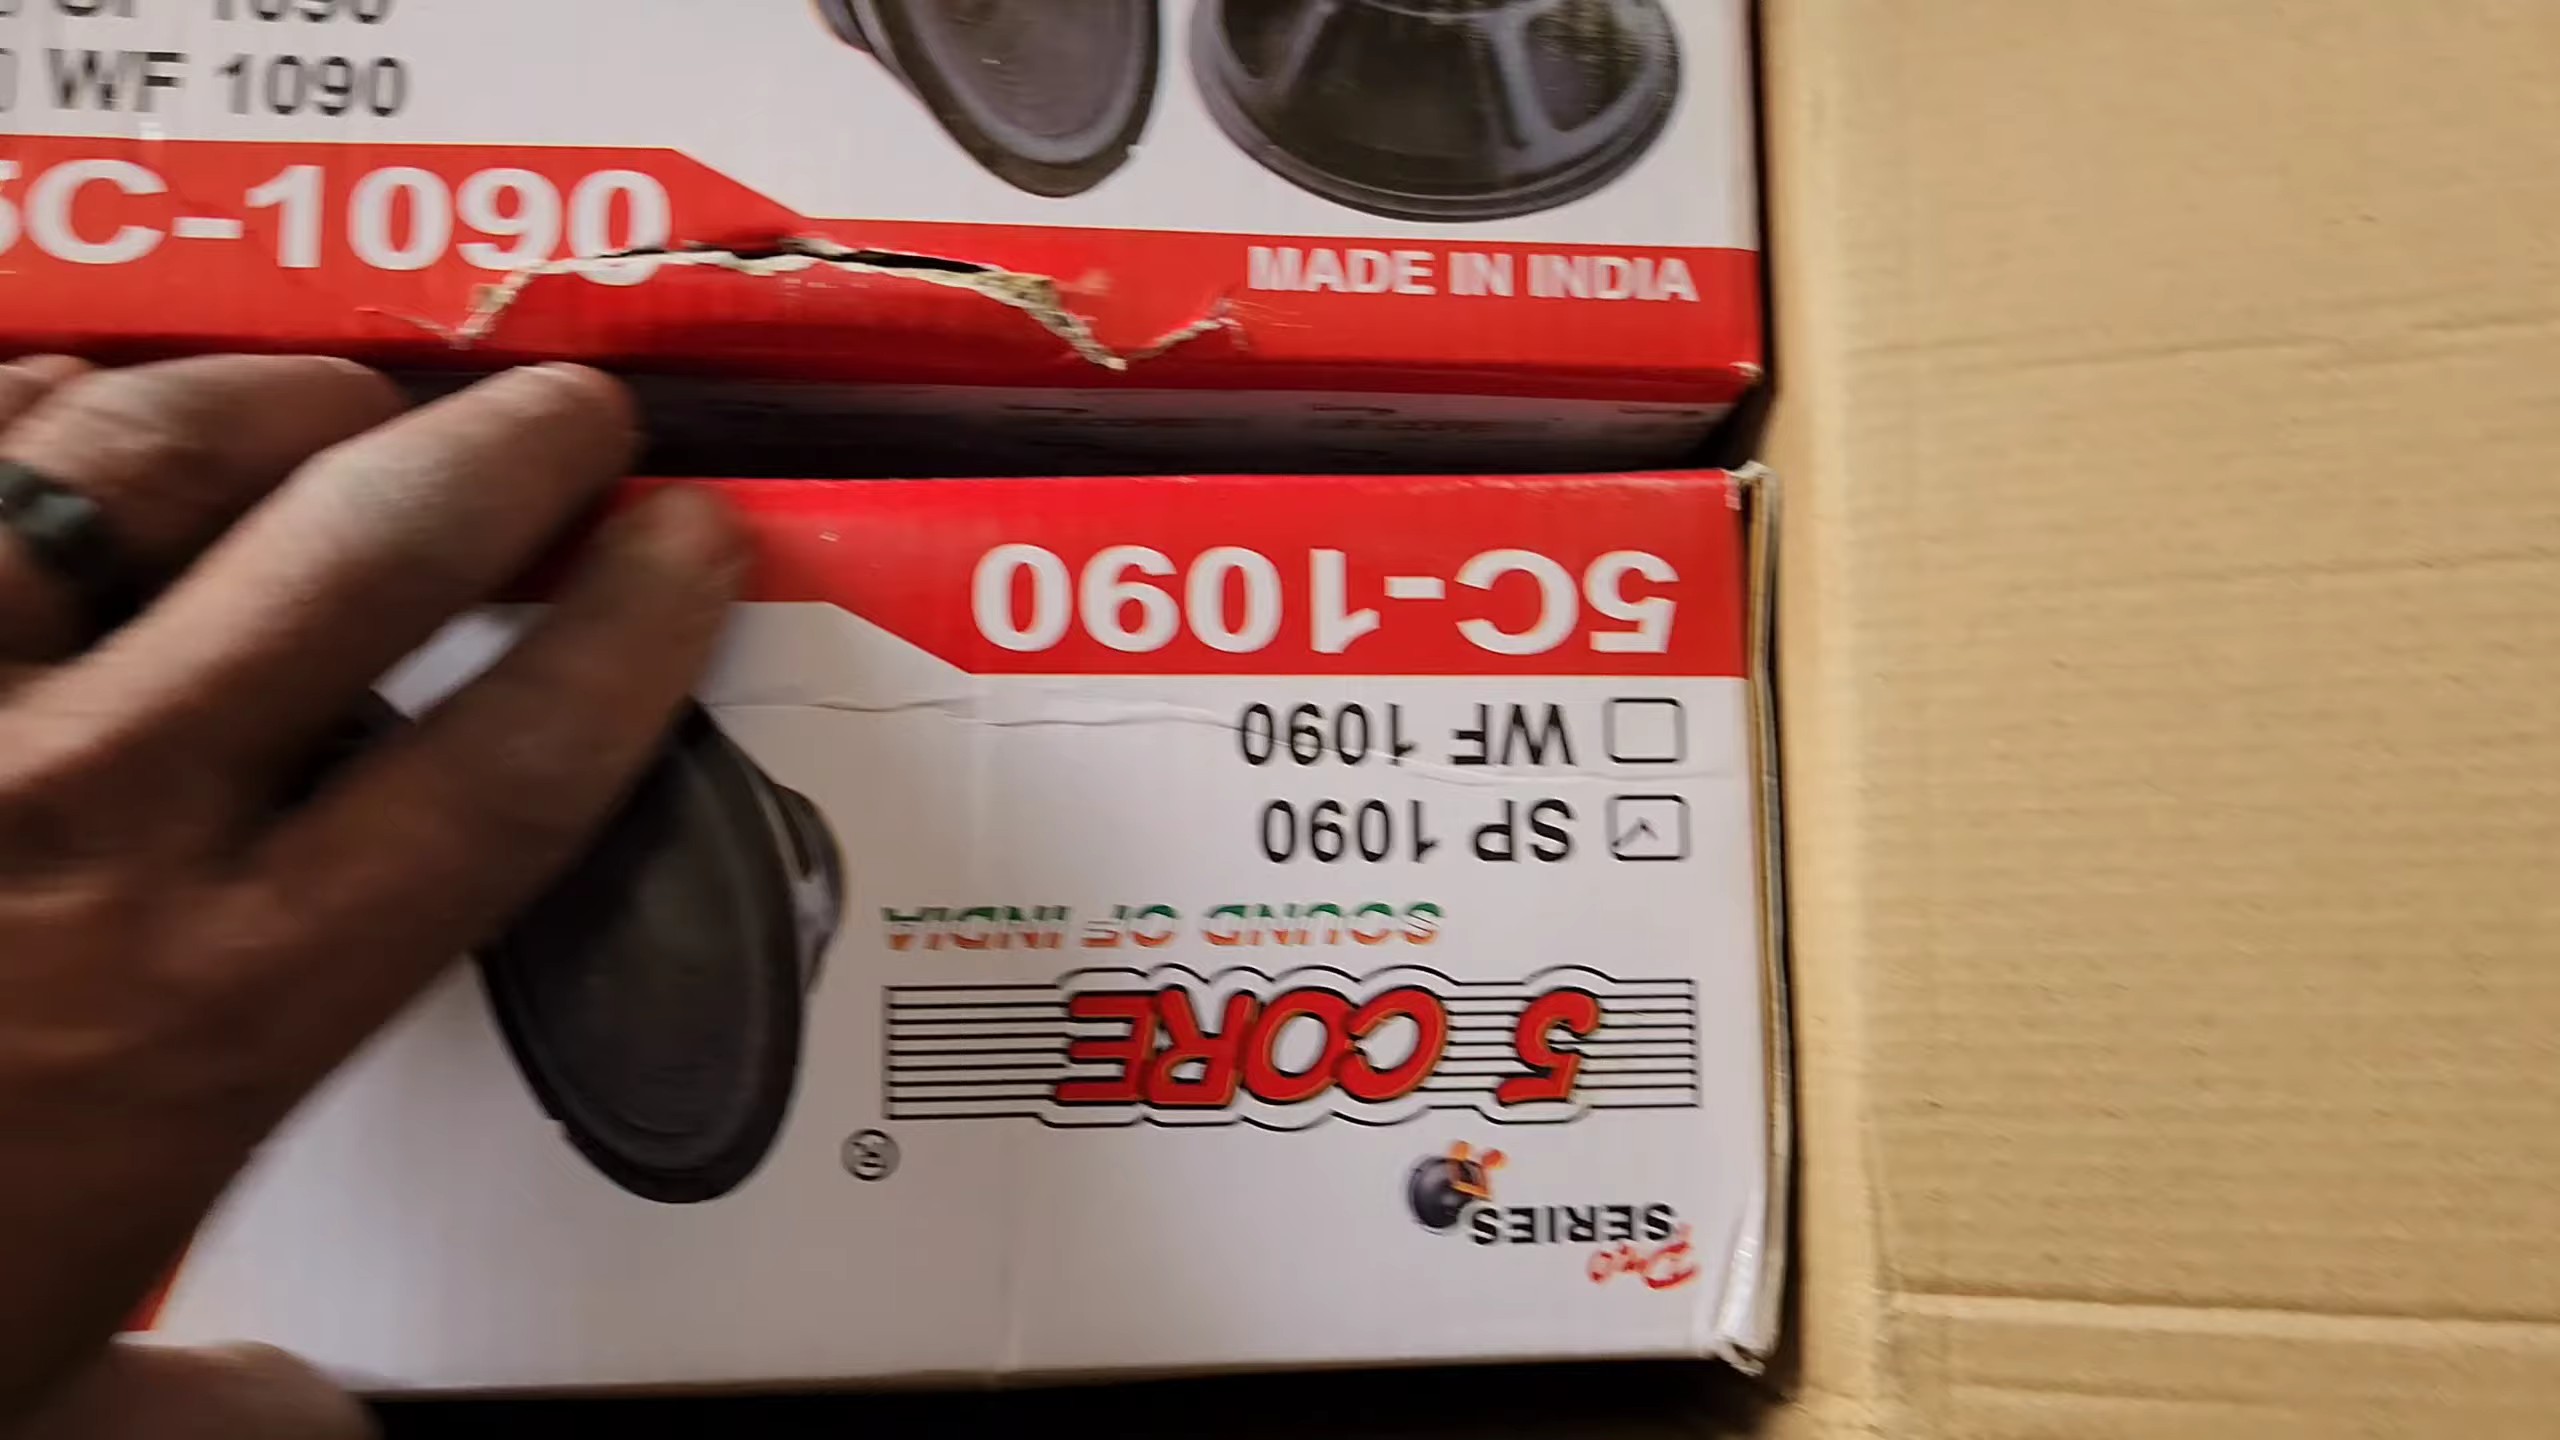 WF 1090
5C-1090
MADE IN INDIA
Pro
SERIES
5 CORE
®
SOUND OF INDIA
SP 1090
WF 1090
5C-1090